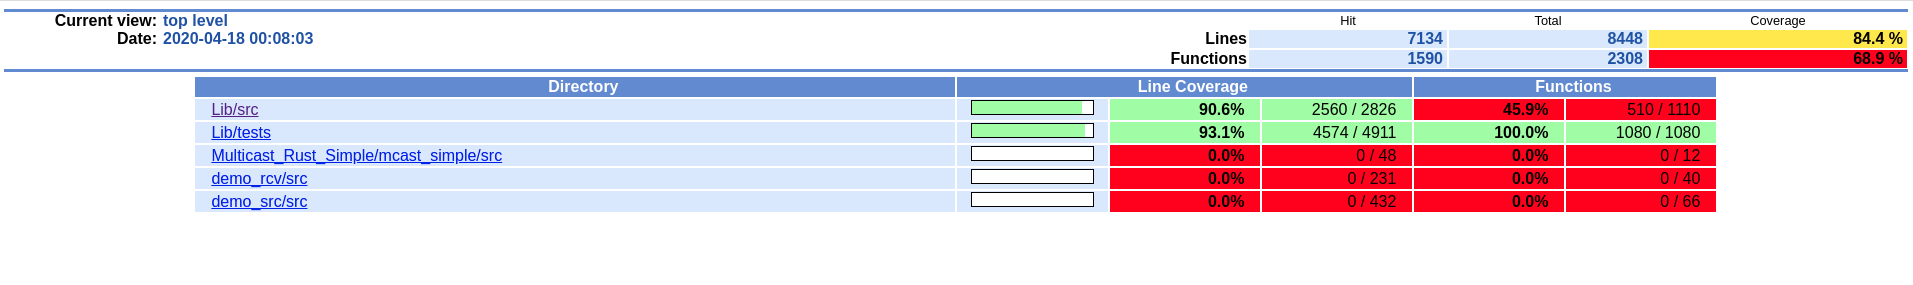 Current view: top level Hit Total Coverage
Date: 2020-04-18 00:08:03 Lines 7134 8448 84.4 %
Functions 1590 2308 68.9 %
Directory Line Coverage Functions
Lib/src 90.6% 2560 / 2826 45.9% 510 / 1110
Lib/tests 93.1% 4574 / 4911 100.0% 1080 / 1080
Multicast_Rust_Simple/mcast_simple/src 0.0% 0 / 48 0.0% 0 / 12
demo_rcv/src 0.0% 0 / 231 0.0% 0 / 40
demo_src/src 0.0% 0 / 432 0.0% 0 / 66